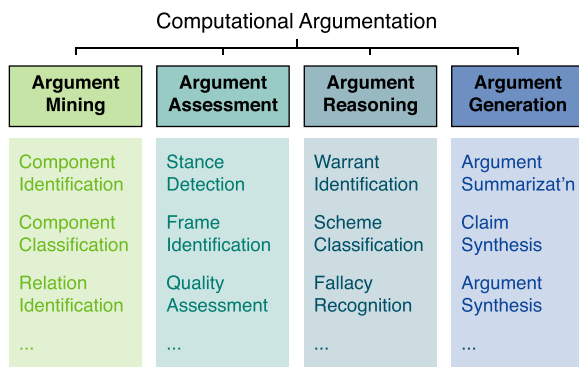 Computational Argumentation
Argument
Mining
Argument
Assessment
Argument
Reasoning
Argument
Generation
Component
Identification
Component
Classification
Relation
Identification
...
Stance
Detection
Frame
Identification
Quality
Assessment
...
Warrant
Identification
Scheme
Classification
Fallacy
Recognition
...
Argument
Summarizat'n
Claim
Synthesis
Argument
Synthesis
...